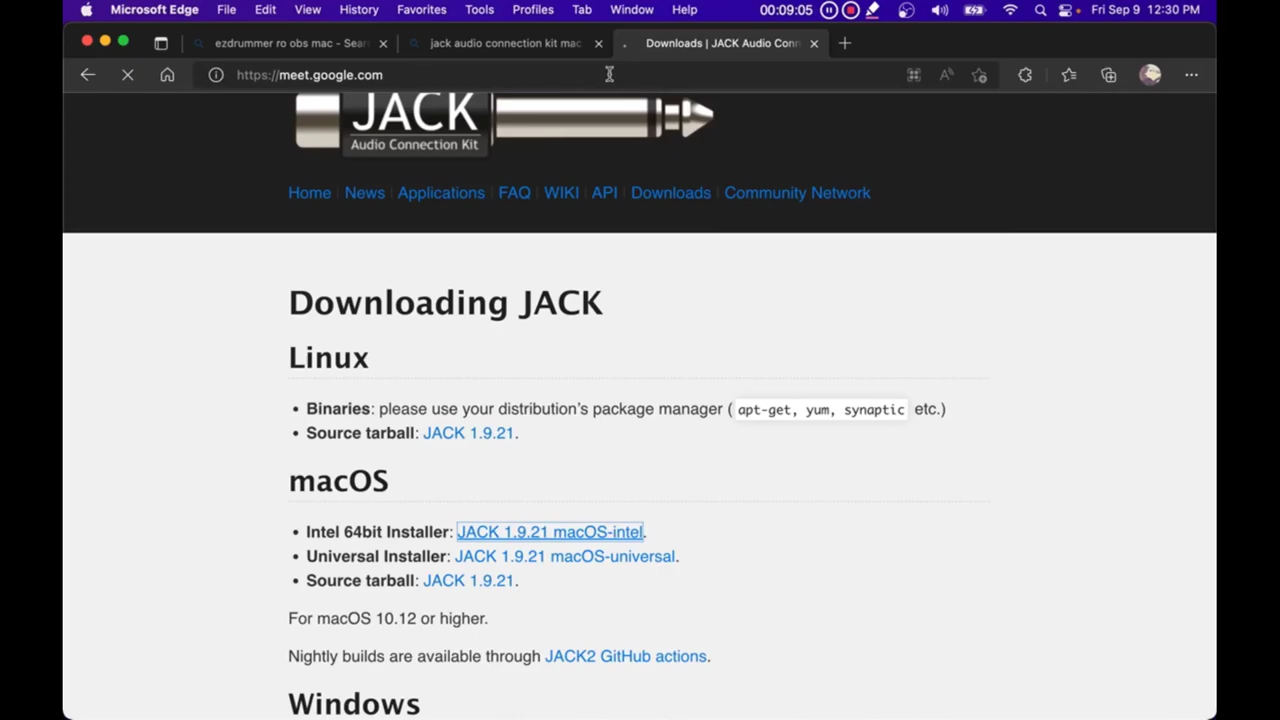 Microsoft Edge File Edit View History Favorites Tools Profiles Tab Window Help 00:09:05 Fri Sep 9 12:30 PM
ezdrummer ro obs mac - Sear
jack audio connection kit mac
Downloads | JACK Audio Conn
https://meet.google.com
JACK
Audio Connection Kit
Home News Applications FAQ WIKI API Downloads Community Network
Downloading JACK
Linux
• Binaries: please use your distribution's package manager ( apt-get, yum, synaptic etc.)
• Source tarball: JACK 1.9.21.
macOS
• Intel 64bit Installer: JACK 1.9.21 macOS-intel.
• Universal Installer: JACK 1.9.21 macOS-universal.
• Source tarball: JACK 1.9.21.
For macOS 10.12 or higher.
Nightly builds are available through JACK2 GitHub actions.
Windows